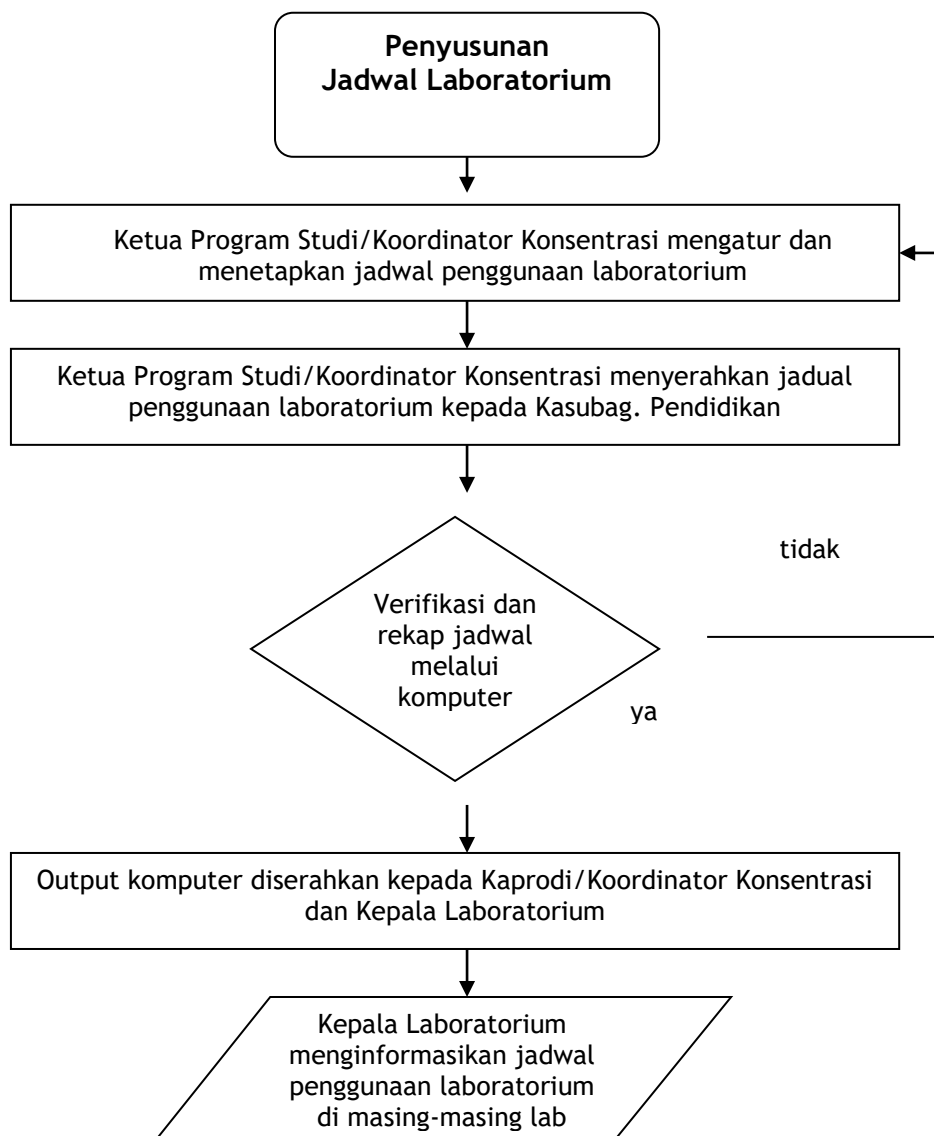 Penyusunan
Jadwal Laboratorium
Ketua Program Studi/Koordinator Konsentrasi mengatur dan
menetapkan jadwal penggunaan laboratorium
Ketua Program Studi/Koordinator Konsentrasi menyerahkan jadual
penggunaan laboratorium kepada Kasubag. Pendidikan
tidak
Verifikasi dan
rekap jadwal
melalui
komputer
ya
Output komputer diserahkan kepada Kaprodi/Koordinator Konsentrasi
dan Kepala Laboratorium
Kepala Laboratorium
menginformasikan jadwal
penggunaan laboratorium
di masing-masing lab